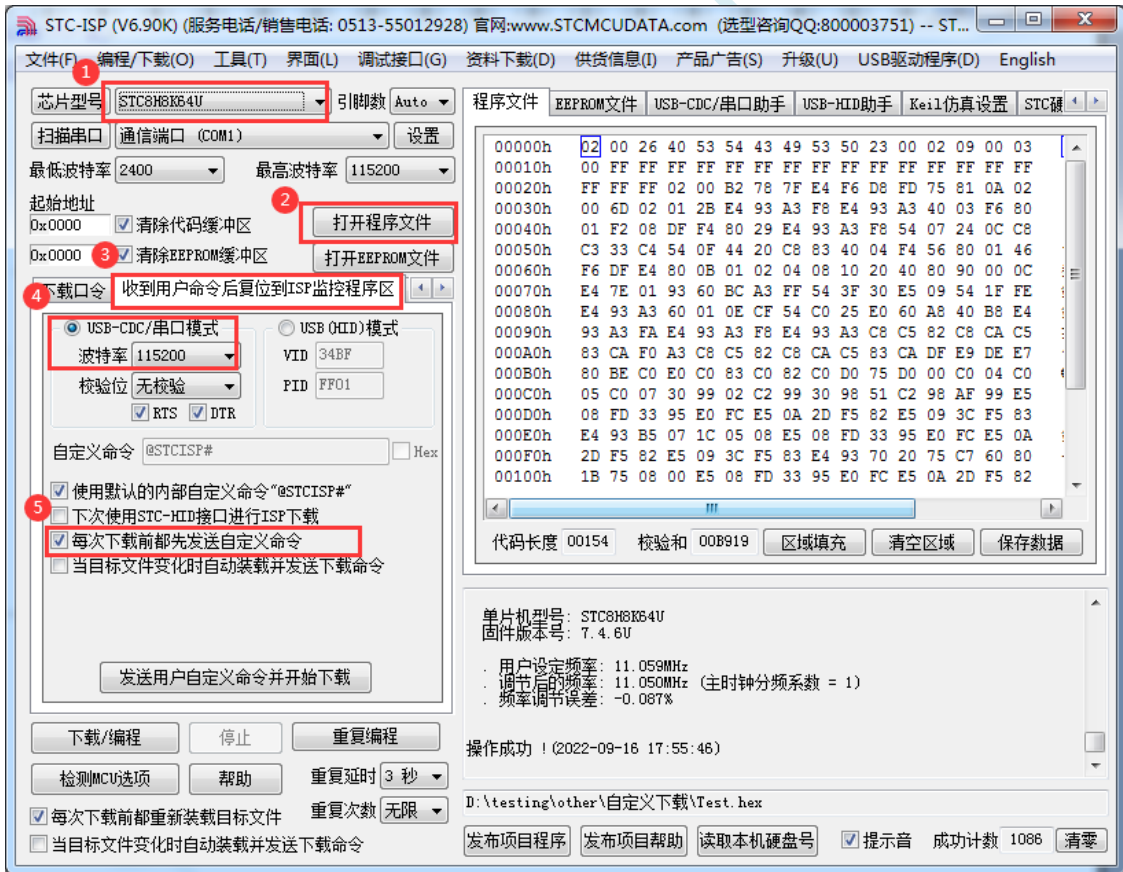 STC-ISP (V6.90K) (服务电话/销售电话: 0513-55012928) 官网:www.STCMCUDATA.com (选型咨询QQ:800003751) -- ST...
文件(F) 编程/下载(O) 工具(T) 界面(L) 调试接口(G) 资料下载(D) 供货信息(I) 产品广告(S) 升级(U) USB驱动程序(D) English
1
芯片型号 STC8H8K64U 引脚数 Auto
扫描串口 通信端口 (COM1) 设置
最低波特率 2400 最高波特率 115200
起始地址
2
0x0000 清除代码缓冲区 打开程序文件
0x0000 3 清除EEPROM缓冲区 打开EEPROM文件
4 下载口令 收到用户命令后复位到ISP监控程序区
USB-CDC/串口模式 USB(HID)模式
波特率 115200 VID 34BF
校验位 无校验 PID FF01
RTS DTR
自定义命令 @STCISP# Hex
使用默认的内部自定义命令"@STCISP#"
5
下次使用STC-HID接口进行ISP下载
每次下载前都先发送自定义命令
当目标文件变化时自动装载并发送下载命令
发送用户自定义命令并开始下载
下载/编程 停止 重复编程
检测MCU选项 帮助 重复延时 3 秒
每次下载前都重新装载目标文件 重复次数 无限
当目标文件变化时自动装载并发送下载命令
程序文件 EEPROM文件 USB-CDC/串口助手 USB-HID助手 Keil仿真设置 STC硬
00000h 02 00 26 40 53 54 43 49 53 50 23 00 02 09 00 03
00010h 00 FF FF FF FF FF FF FF FF FF FF FF FF FF FF FF
00020h FF FF FF 02 00 B2 78 7F E4 F6 D8 FD 75 81 0A 02
00030h 00 6D 02 01 2B E4 93 A3 F8 E4 93 A3 40 03 F6 80
00040h 01 F2 08 DF F4 80 29 E4 93 A3 F8 54 07 24 0C C8
00050h C3 33 C4 54 0F 44 20 C8 83 40 04 F4 56 80 01 46
00060h F6 DF E4 80 0B 01 02 04 08 10 20 40 80 90 00 0C
00070h E4 7E 01 93 60 BC A3 FF 54 3F 30 E5 09 54 1F FE
00080h E4 93 A3 60 01 0E CF 54 C0 25 E0 60 A8 40 B8 E4
00090h 93 A3 FA E4 93 A3 F8 E4 93 A3 C8 C5 82 C8 CA C5
000A0h 83 CA F0 A3 C8 C5 82 C8 CA C5 83 CA DF E9 DE E7
000B0h 80 BE C0 E0 C0 83 C0 82 C0 D0 75 D0 00 C0 04 C0
000C0h 05 C0 07 30 99 02 C2 99 30 98 51 C2 98 AF 99 E5
000D0h 08 FD 33 95 E0 FC E5 0A 2D F5 82 E5 09 3C F5 83
000E0h E4 93 B5 07 1C 05 08 E5 08 FD 33 95 E0 FC E5 0A
000F0h 2D F5 82 E5 09 3C F5 83 E4 93 70 20 75 C7 60 80
00100h 1B 75 08 00 E5 08 FD 33 95 E0 FC E5 0A 2D F5 82
代码长度 00154 校验和 00B919 区域填充 清空区域 保存数据
单片机型号: STC8H8K64U
固件版本号: 7.4.6U
. 用户设定频率: 11.059MHz
. 调节后的频率: 11.050MHz (主时钟分频系数 = 1)
. 频率调节误差: -0.087%
操作成功 !(2022-09-16 17:55:46)
D:\testing\other\自定义下载\Test.hex
发布项目程序 发布项目帮助 读取本机硬盘号 提示音 成功计数 1086 清零